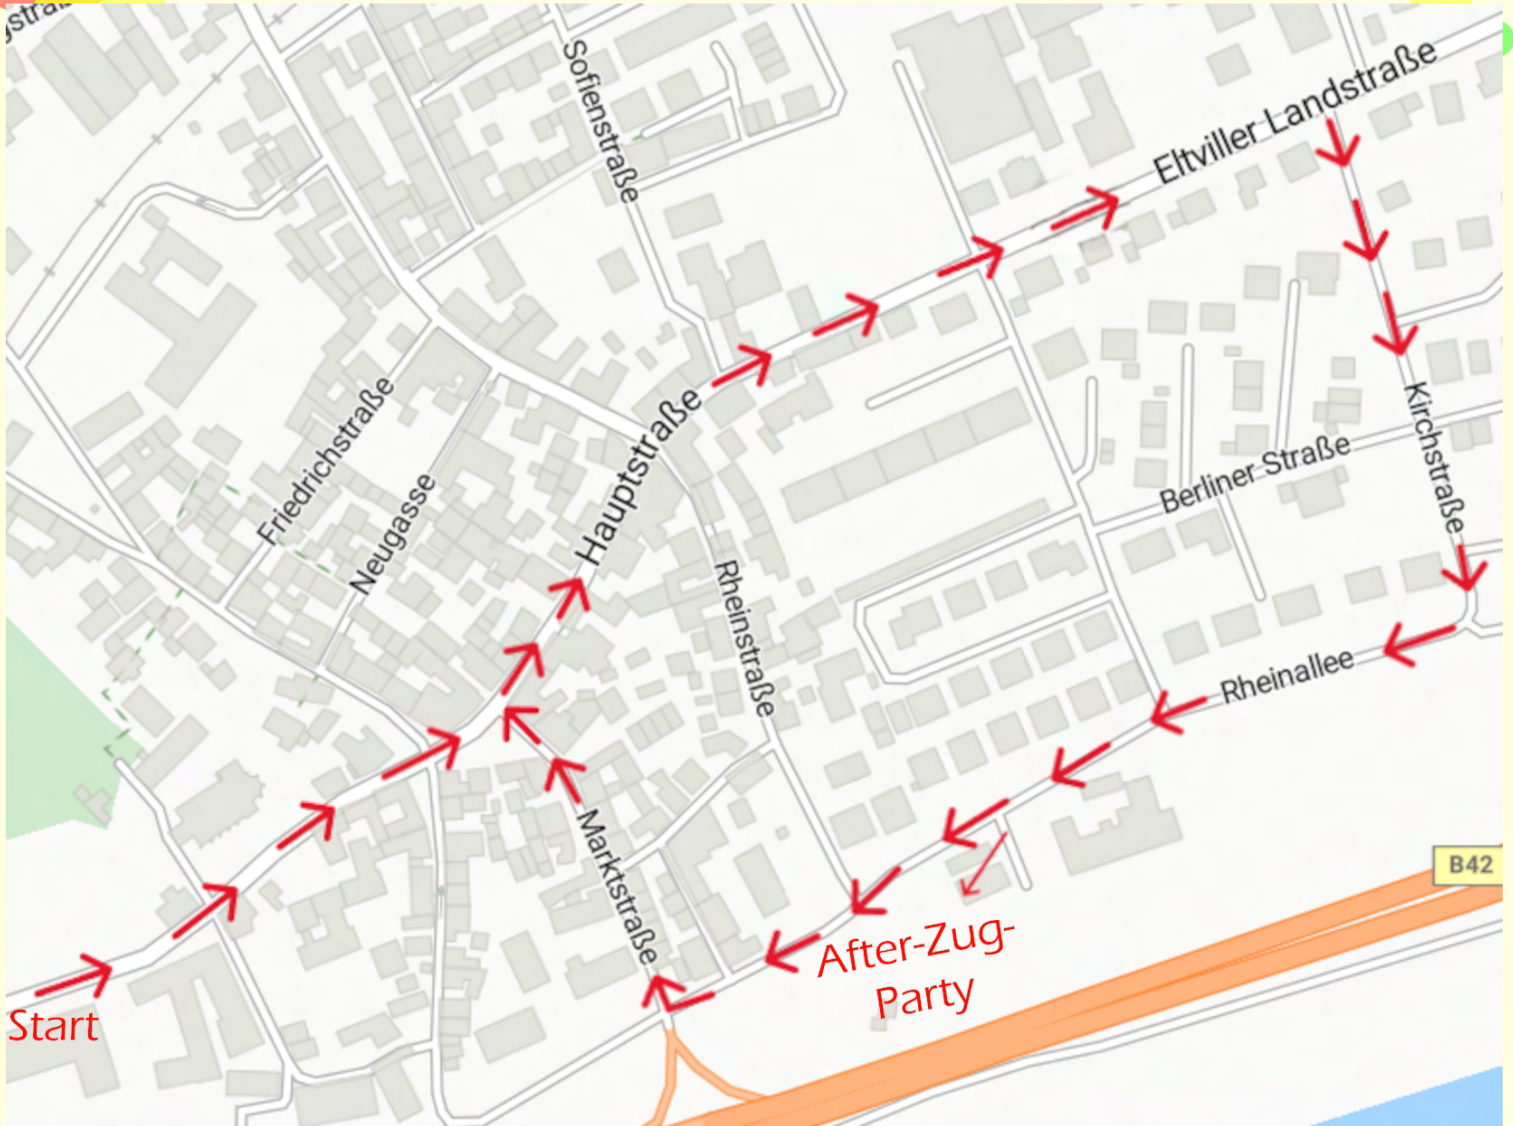 Sofienstraße
Eltviller Landstraße
Friedrichstraße
Neugasse
Hauptstraße
Kirchstraße
Berliner Straße
Rheinstraße
Rheinallee
Marktstraße
B42
After-Zug-
Party
Start